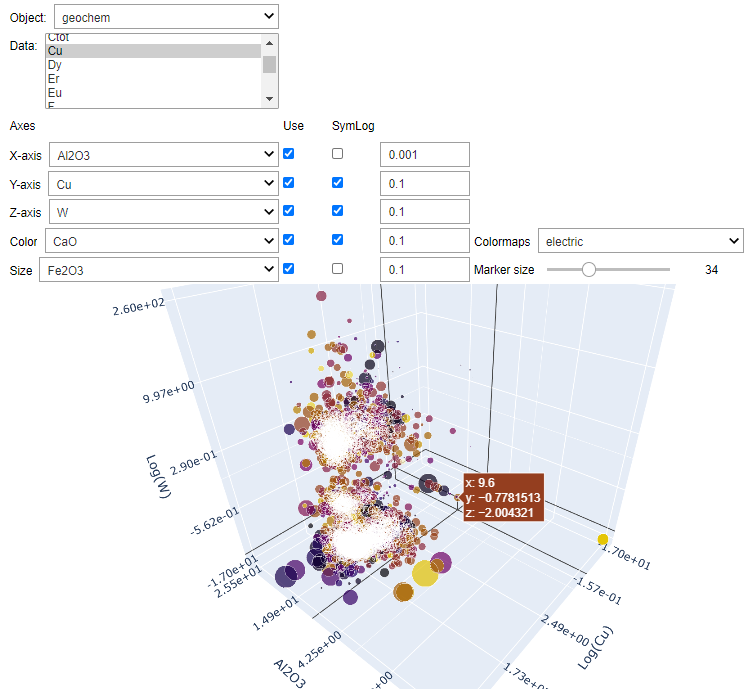 Object: geochem
Data:
Ctot
Cu
Dy
Er
Eu
Axes Use SymLog
X-axis Al2O3 0.001
Y-axis Cu 0.1
Z-axis W 0.1
Color CaO 0.1 Colormaps electric
Size Fe2O3 0.1 Marker size 34
2.60e+02
9.97e+00
2.90e-01
Log(W)
-5.62e-01
-1.70e+01
2.55e+01
1.49e+01
4.25e+00
Al2O3
x: 9.6
y: −0.7781513
z: −2.004321
-1.70e+01
-1.57e-01
2.49e+00
Log(Cu)